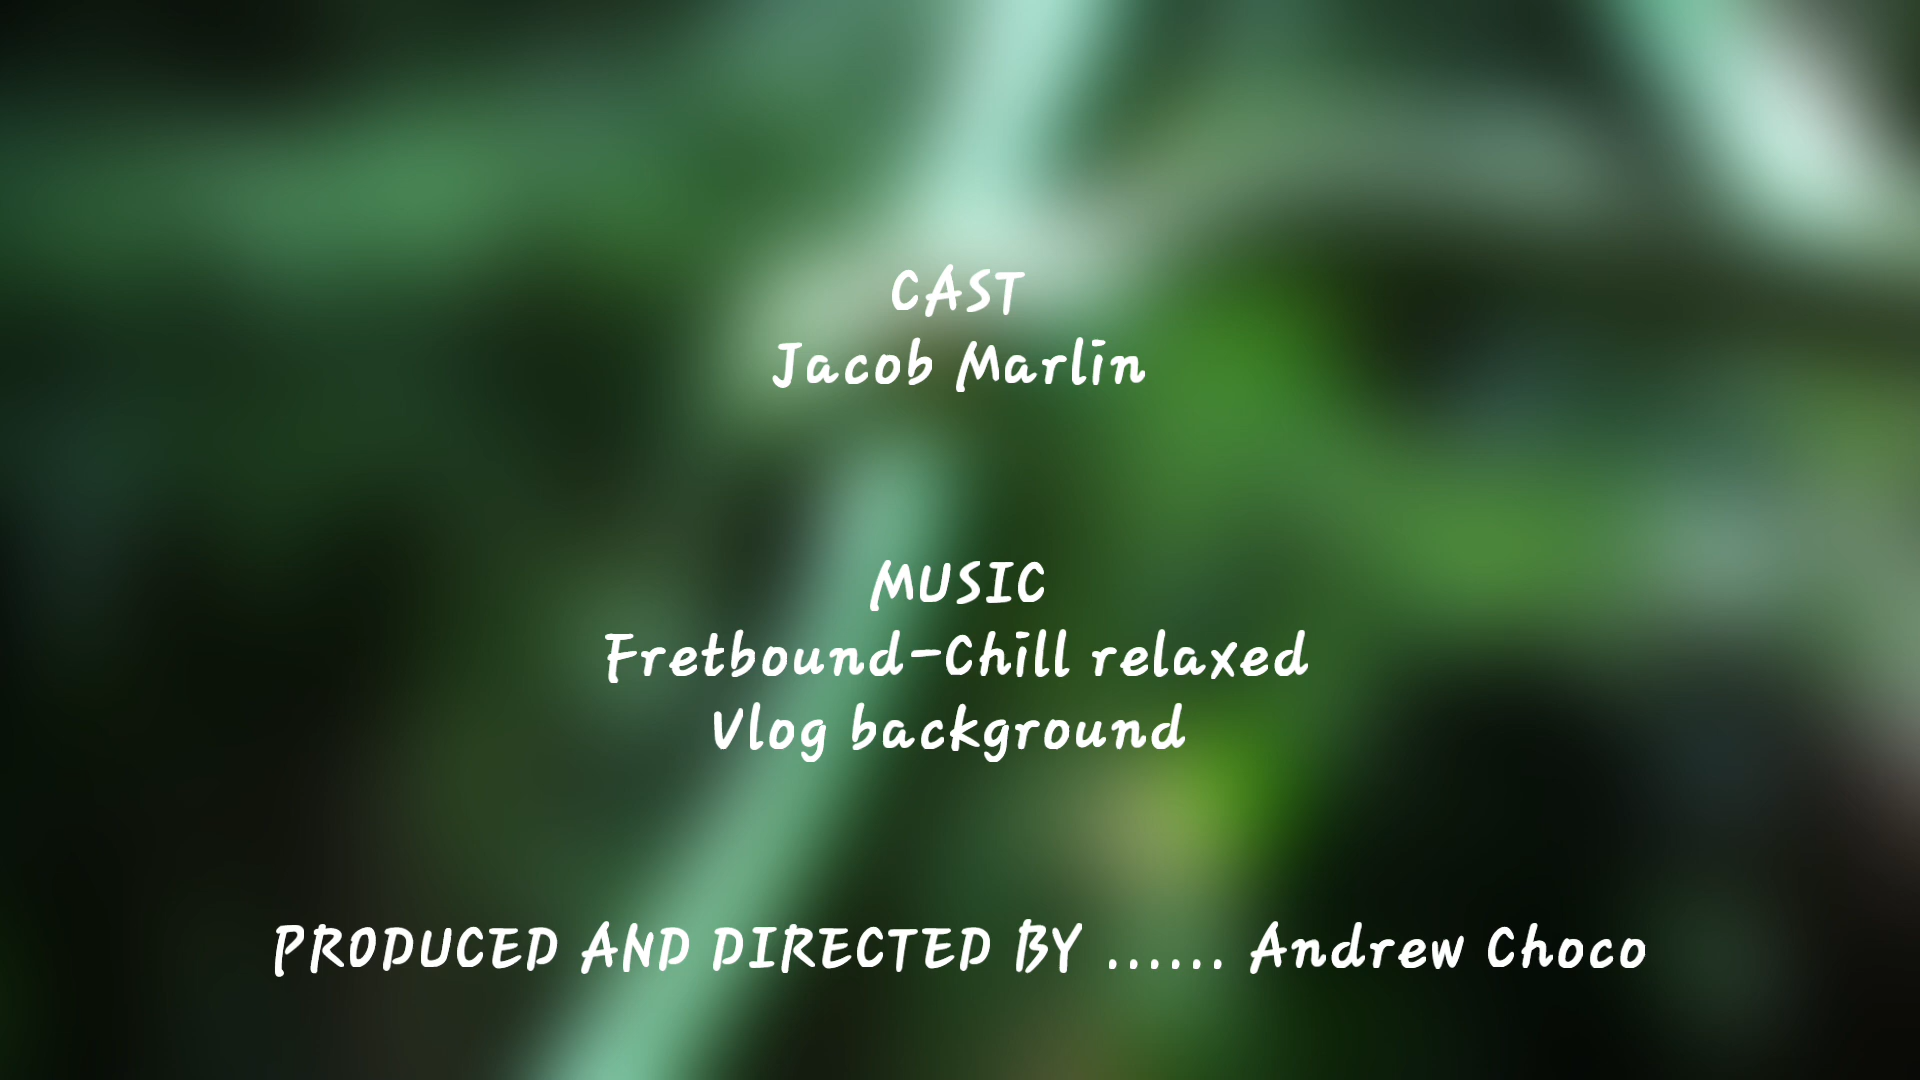 CAST
Jacob Marlin
MUSIC
Fretbound-Chill relaxed
Vlog background
PRODUCED AND DIRECTED BY ...... Andrew Choco